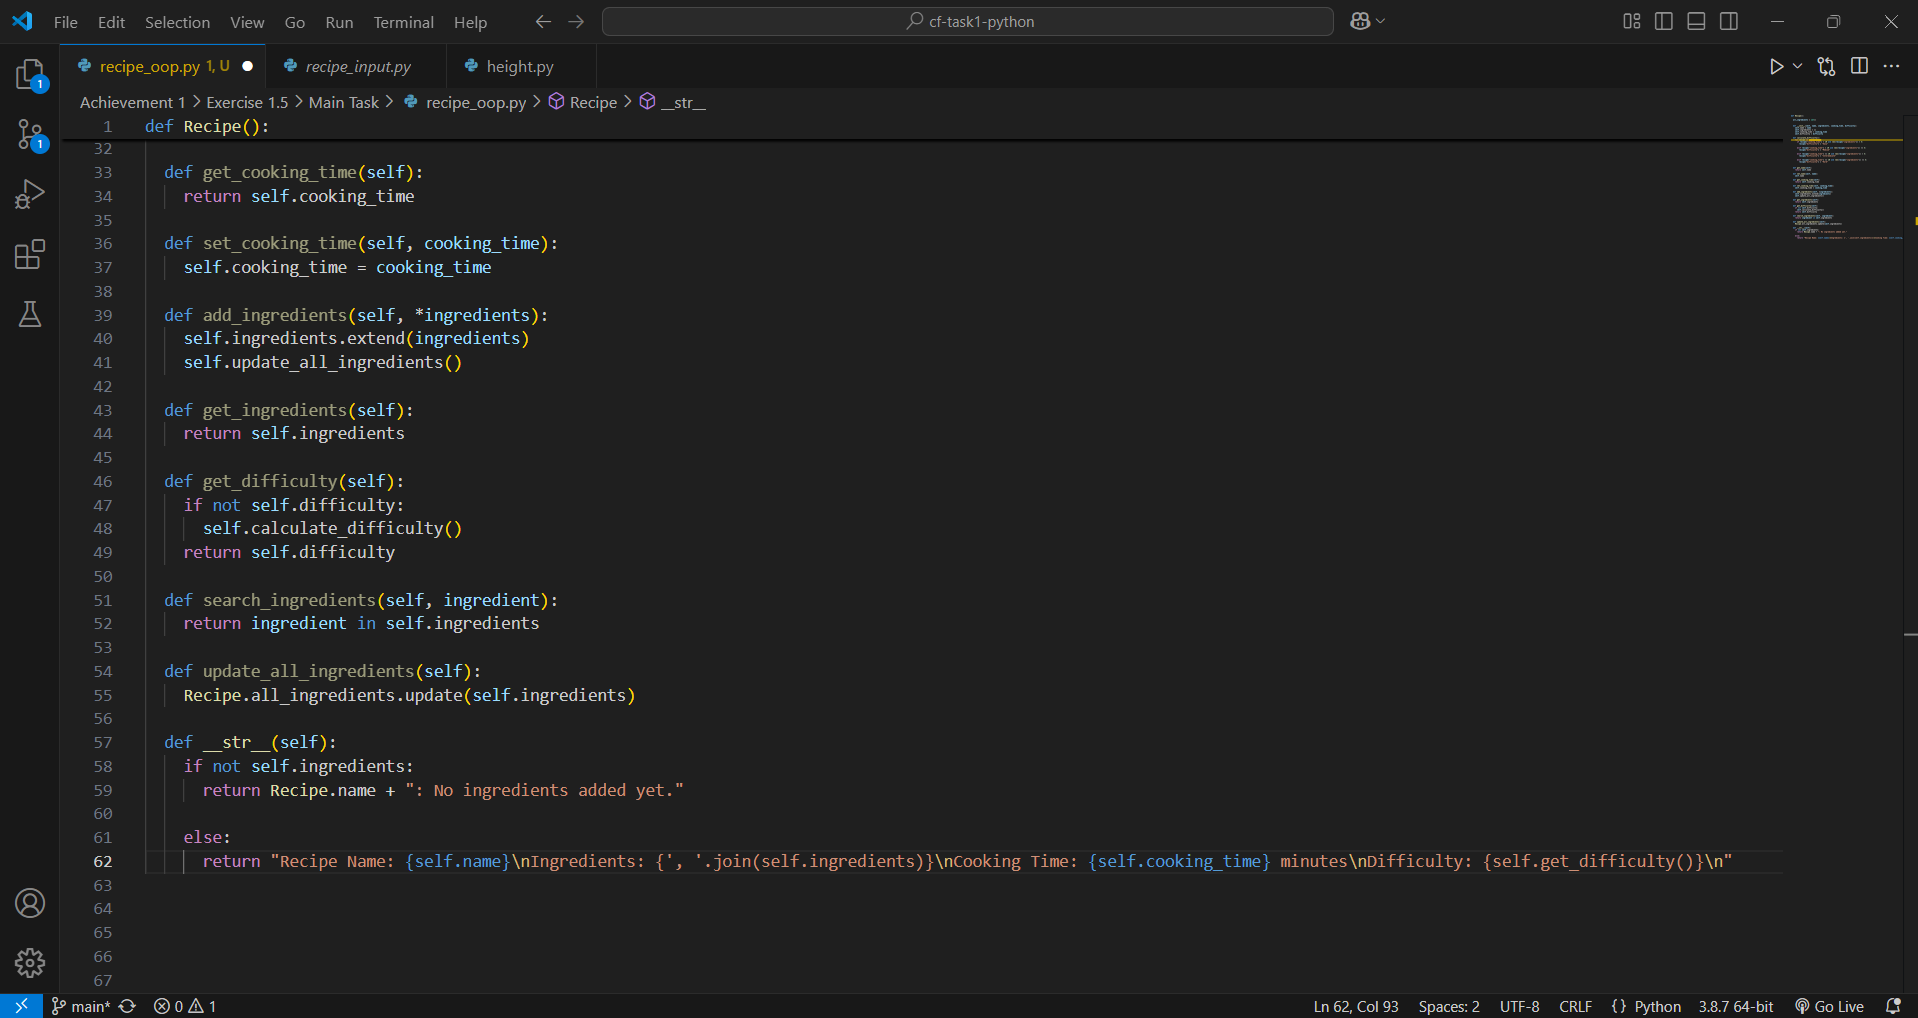 File Edit Selection View Go Run Terminal Help
cf-task1-python
recipe_oop.py 1, U
recipe_input.py
height.py
Achievement 1 > Exercise 1.5 > Main Task > recipe_oop.py > Recipe > __str__
1 def Recipe():
32
33 def get_cooking_time(self):
34 return self.cooking_time
35
36 def set_cooking_time(self, cooking_time):
37 self.cooking_time = cooking_time
38
39 def add_ingredients(self, *ingredients):
40 self.ingredients.extend(ingredients)
41 self.update_all_ingredients()
42
43 def get_ingredients(self):
44 return self.ingredients
45
46 def get_difficulty(self):
47 if not self.difficulty:
48 self.calculate_difficulty()
49 return self.difficulty
50
51 def search_ingredients(self, ingredient):
52 return ingredient in self.ingredients
53
54 def update_all_ingredients(self):
55 Recipe.all_ingredients.update(self.ingredients)
56
57 def __str__(self):
58 if not self.ingredients:
59 return Recipe.name + ": No ingredients added yet."
60
61 else:
62 return "Recipe Name: {self.name}\nIngredients: {', '.join(self.ingredients)}\nCooking Time: {self.cooking_time} minutes\nDifficulty: {self.get_difficulty()}\n"
63
64
65
66
67
1
1
main* 0 1
Ln 62, Col 93 Spaces: 2 UTF-8 CRLF {} Python 3.8.7 64-bit Go Live